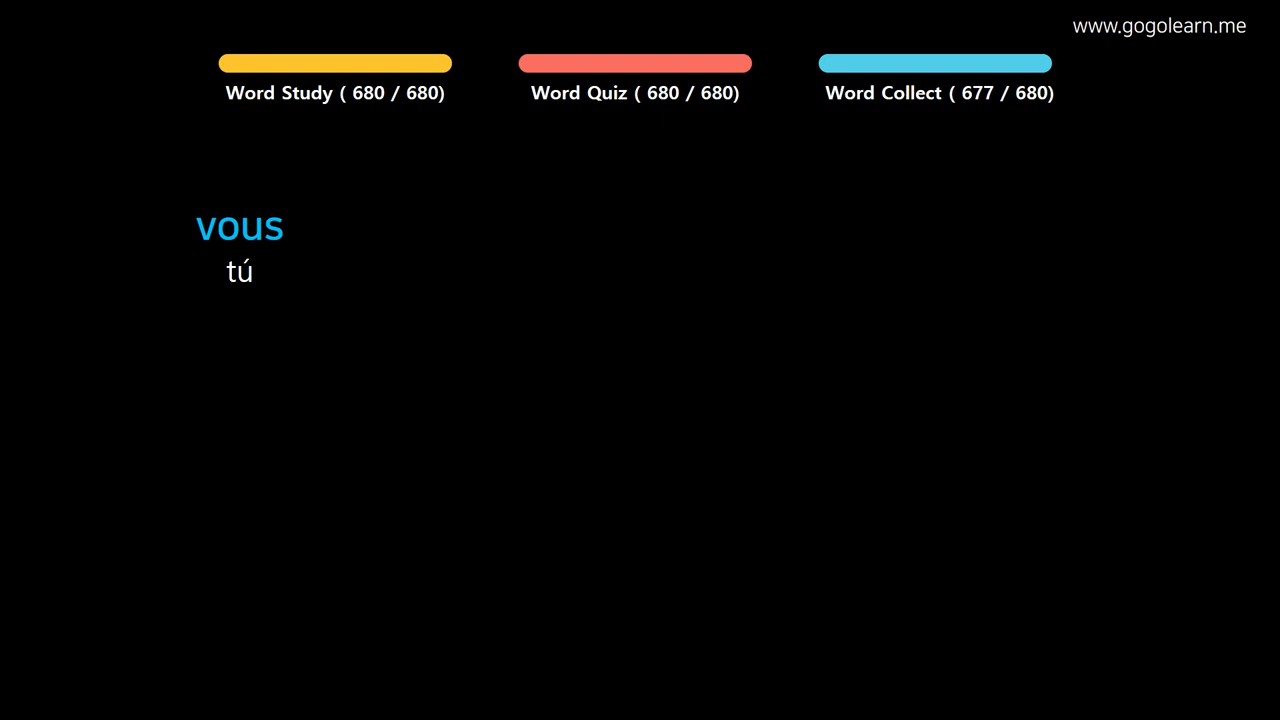 www.gogolearn.me
Word Study ( 680 / 680)
Word Quiz ( 680 / 680)
Word Collect ( 677 / 680)
vous
tú